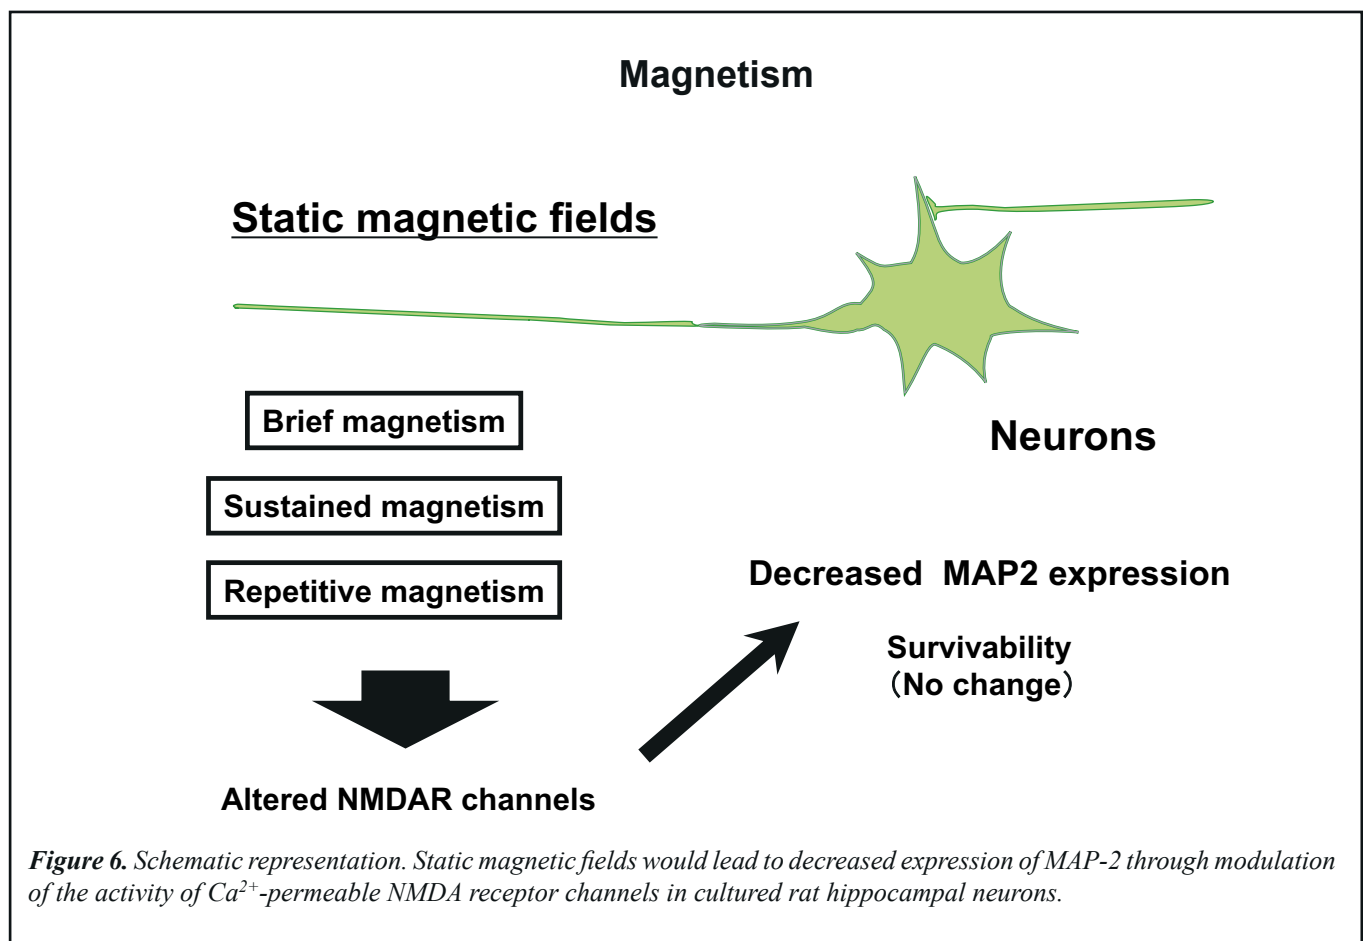 Magnetism
Static magnetic fields
Brief magnetism
Neurons
Sustained magnetism
Repetitive magnetism
Decreased  MAP2 expression
Survivability
（No change）
Altered NMDAR channels
Figure 6. Schematic representation. Static magnetic fields would lead to decreased expression of MAP-2 through modulation
of the activity of Ca²⁺-permeable NMDA receptor channels in cultured rat hippocampal neurons.